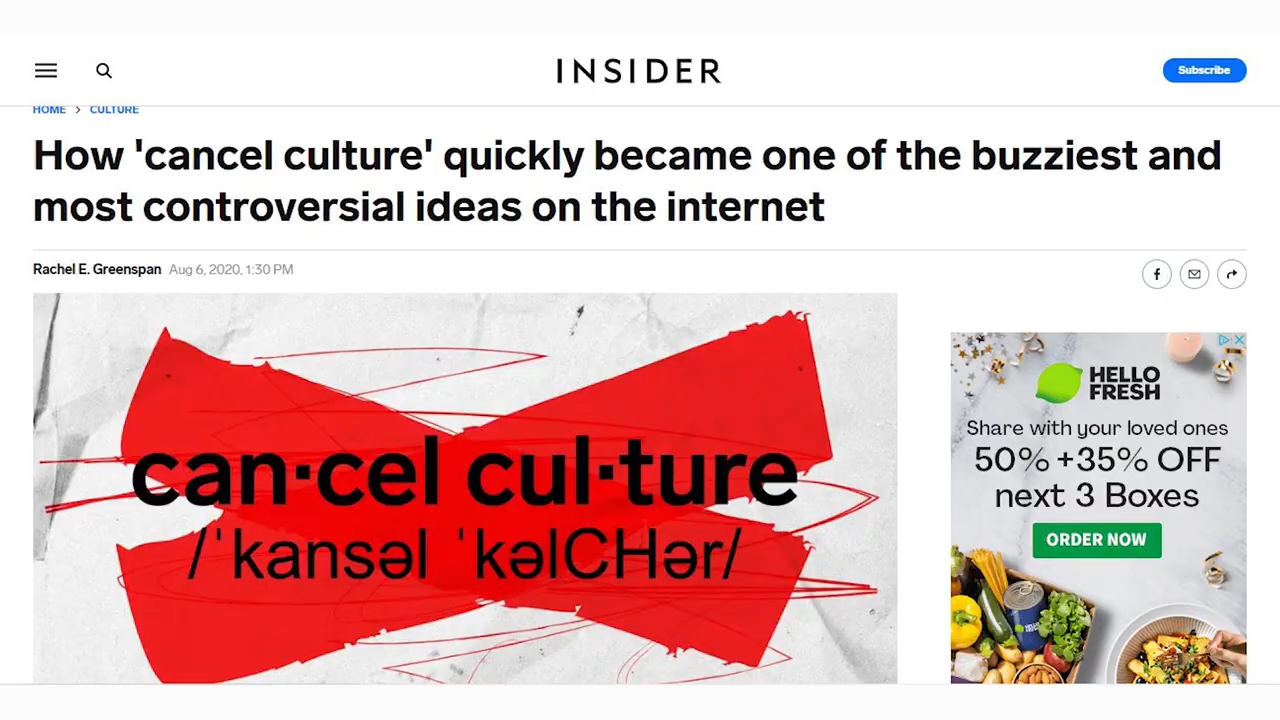 INSIDER
Subscribe
HOME > CULTURE
How 'cancel culture' quickly became one of the buzziest and
most controversial ideas on the internet
Rachel E. Greenspan Aug 6, 2020, 1:30 PM
can·cel cul·ture
/ˈkansəl ˈkəlCHər/
HELLO
FRESH
Share with your loved ones
50% +35% OFF
next 3 Boxes
ORDER NOW